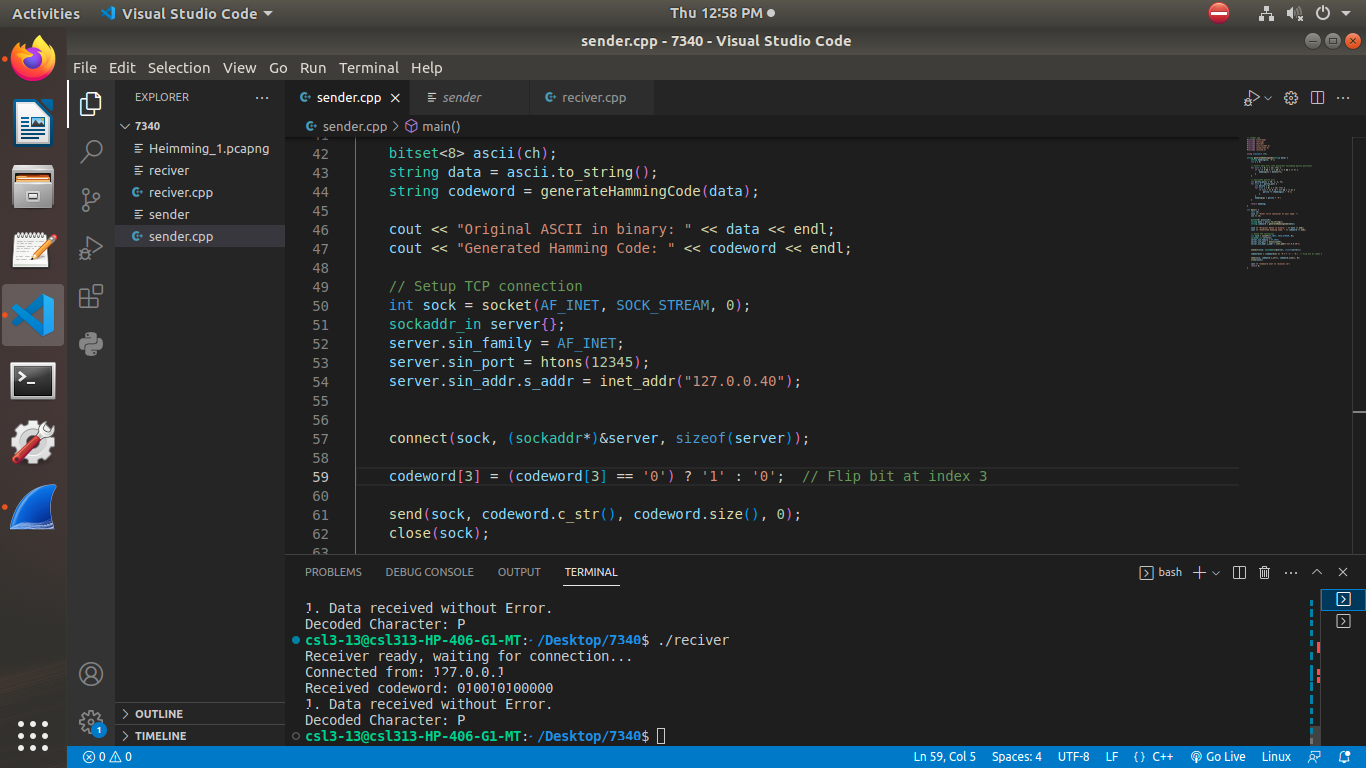 Activities Visual Studio Code Thu 12:58 PM
sender.cpp - 7340 - Visual Studio Code
File Edit Selection View Go Run Terminal Help
EXPLORER
7340
Heimming_1.pcapng
reciver
reciver.cpp
sender
sender.cpp
OUTLINE
TIMELINE
sender.cpp sender reciver.cpp
sender.cpp > main()
41
42 bitset<8> ascii(ch);
43 string data = ascii.to_string();
44 string codeword = generateHammingCode(data);
45
46 cout << "Original ASCII in binary: " << data << endl;
47 cout << "Generated Hamming Code: " << codeword << endl;
48
49 // Setup TCP connection
50 int sock = socket(AF_INET, SOCK_STREAM, 0);
51 sockaddr_in server{};
52 server.sin_family = AF_INET;
53 server.sin_port = htons(12345);
54 server.sin_addr.s_addr = inet_addr("127.0.0.40");
55
56
57 connect(sock, (sockaddr*)&server, sizeof(server));
58
59 codeword[3] = (codeword[3] == '0') ? '1' : '0'; // Flip bit at index 3
60
61 send(sock, codeword.c_str(), codeword.size(), 0);
62 close(sock);
63
PROBLEMS DEBUG CONSOLE OUTPUT TERMINAL
bash
1. Data received without Error.
Decoded Character: P
csl3-13@csl313-HP-406-G1-MT:~/Desktop/7340$ ./reciver
Receiver ready, waiting for connection...
Connected from: 127.0.0.1
Received codeword: 010010100000
1. Data received without Error.
Decoded Character: P
csl3-13@csl313-HP-406-G1-MT:~/Desktop/7340$
1
0 0 Ln 59, Col 5 Spaces: 4 UTF-8 LF {} C++ Go Live Linux